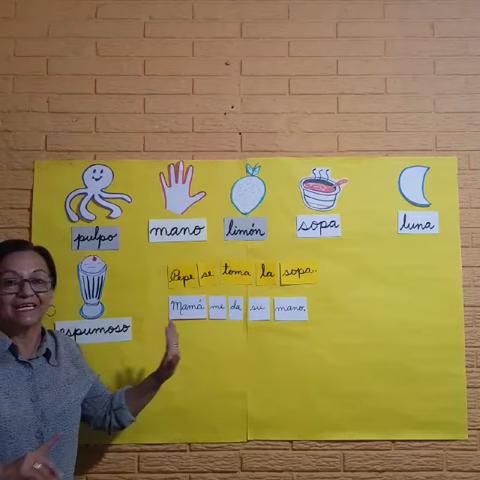 pulpo
mano
limón
sopa
luna
espumoso
Pepe se toma la sopa..
Mamá me da su mano.